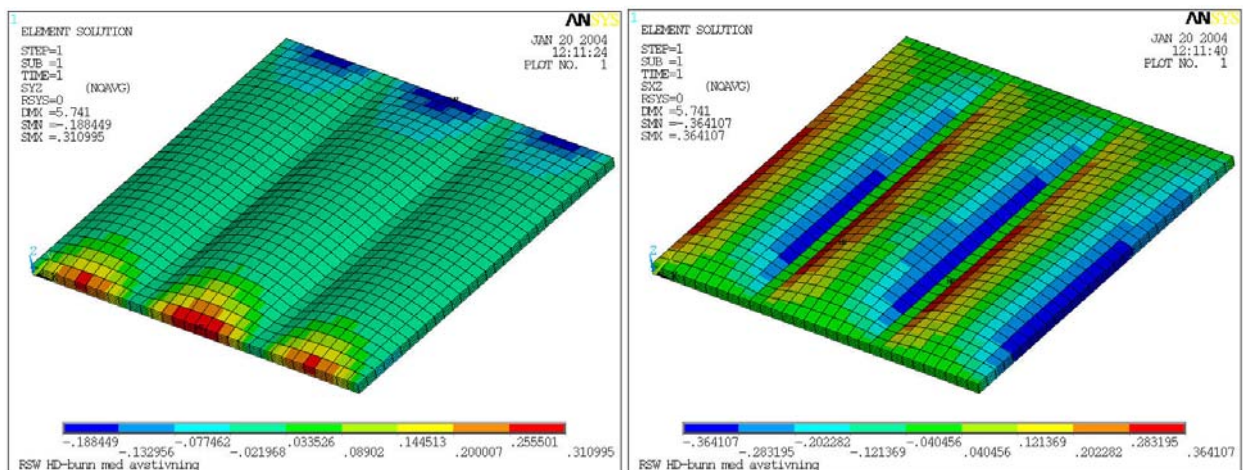 1
ELEMENT SOLUTION
STEP=1
SUB =1
TIME=1
SYZ (NOAVG)
RSYS=0
DMX =5.741
SMN =-.188449
SMX =.310995
ANSYS
JAN 20 2004
12:11:24
PLOT NO. 1
Z
-.188449 -.077462 .033526 .144513 .255501
-.132956 -.021968 .08902 .200007 .310995
RSW HD-bunn med avstivning
1
ELEMENT SOLUTION
STEP=1
SUB =1
TIME=1
SXZ (NOAVG)
RSYS=0
DMX =5.741
SMN =-.364107
SMX =.364107
ANSYS
JAN 20 2004
12:11:40
PLOT NO. 1
Z
-.364107 -.202282 -.040456 .121369 .283195
-.283195 -.121369 .040456 .202282 .364107
RSW HD-bunn med avstivning